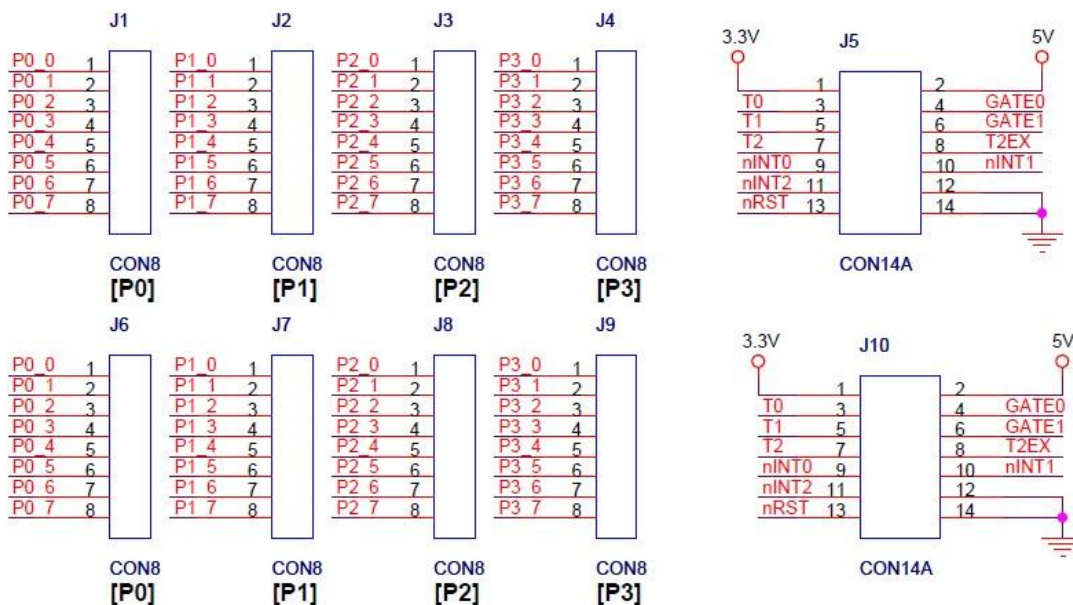 J1 J2 J3 J4 J5
3.3V 5V
P0_0 1 P1_0 1 P2_0 1 P3_0 1 1 2
P0_1 2 P1_1 2 P2_1 2 P3_1 2 T0 3 4 GATE0
P0_2 3 P1_2 3 P2_2 3 P3_2 3 T1 5 6 GATE1
P0_3 4 P1_3 4 P2_3 4 P3_3 4 T2 7 8 T2EX
P0_4 5 P1_4 5 P2_4 5 P3_4 5 nINT0 9 10 nINT1
P0_5 6 P1_5 6 P2_5 6 P3_5 6 nINT2 11 12
P0_6 7 P1_6 7 P2_6 7 P3_6 7 nRST 13 14
P0_7 8 P1_7 8 P2_7 8 P3_7 8
CON8 CON8 CON8 CON8 CON14A
[P0] [P1] [P2] [P3]
J6 J7 J8 J9 J10
3.3V 5V
P0_0 1 P1_0 1 P2_0 1 P3_0 1 1 2
P0_1 2 P1_1 2 P2_1 2 P3_1 2 T0 3 4 GATE0
P0_2 3 P1_2 3 P2_2 3 P3_2 3 T1 5 6 GATE1
P0_3 4 P1_3 4 P2_3 4 P3_3 4 T2 7 8 T2EX
P0_4 5 P1_4 5 P2_4 5 P3_4 5 nINT0 9 10 nINT1
P0_5 6 P1_5 6 P2_5 6 P3_5 6 nINT2 11 12
P0_6 7 P1_6 7 P2_6 7 P3_6 7 nRST 13 14
P0_7 8 P1_7 8 P2_7 8 P3_7 8
CON8 CON8 CON8 CON8 CON14A
[P0] [P1] [P2] [P3]